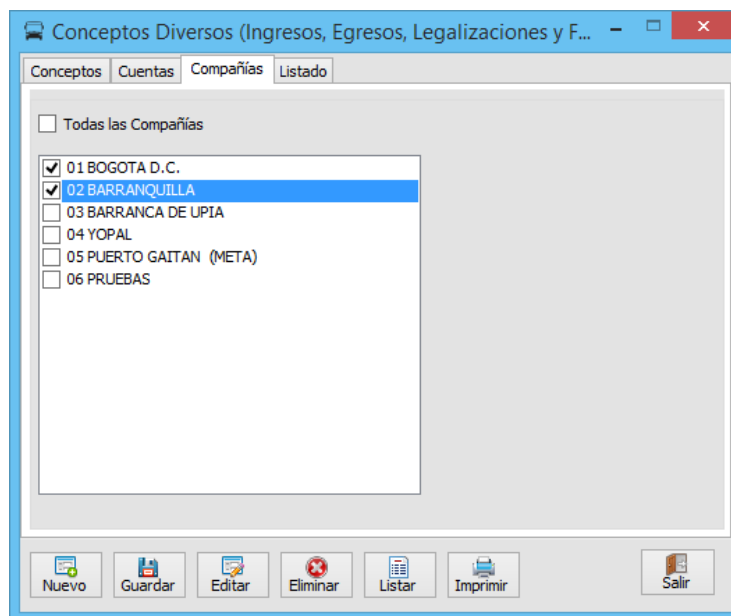 Conceptos Diversos (Ingresos, Egresos, Legalizaciones y F...
Conceptos Cuentas Compañías Listado
Todas las Compañías
01 BOGOTA D.C.
02 BARRANQUILLA
03 BARRANCA DE UPIA
04 YOPAL
05 PUERTO GAITAN (META)
06 PRUEBAS
Nuevo Guardar Editar Eliminar Listar Imprimir Salir